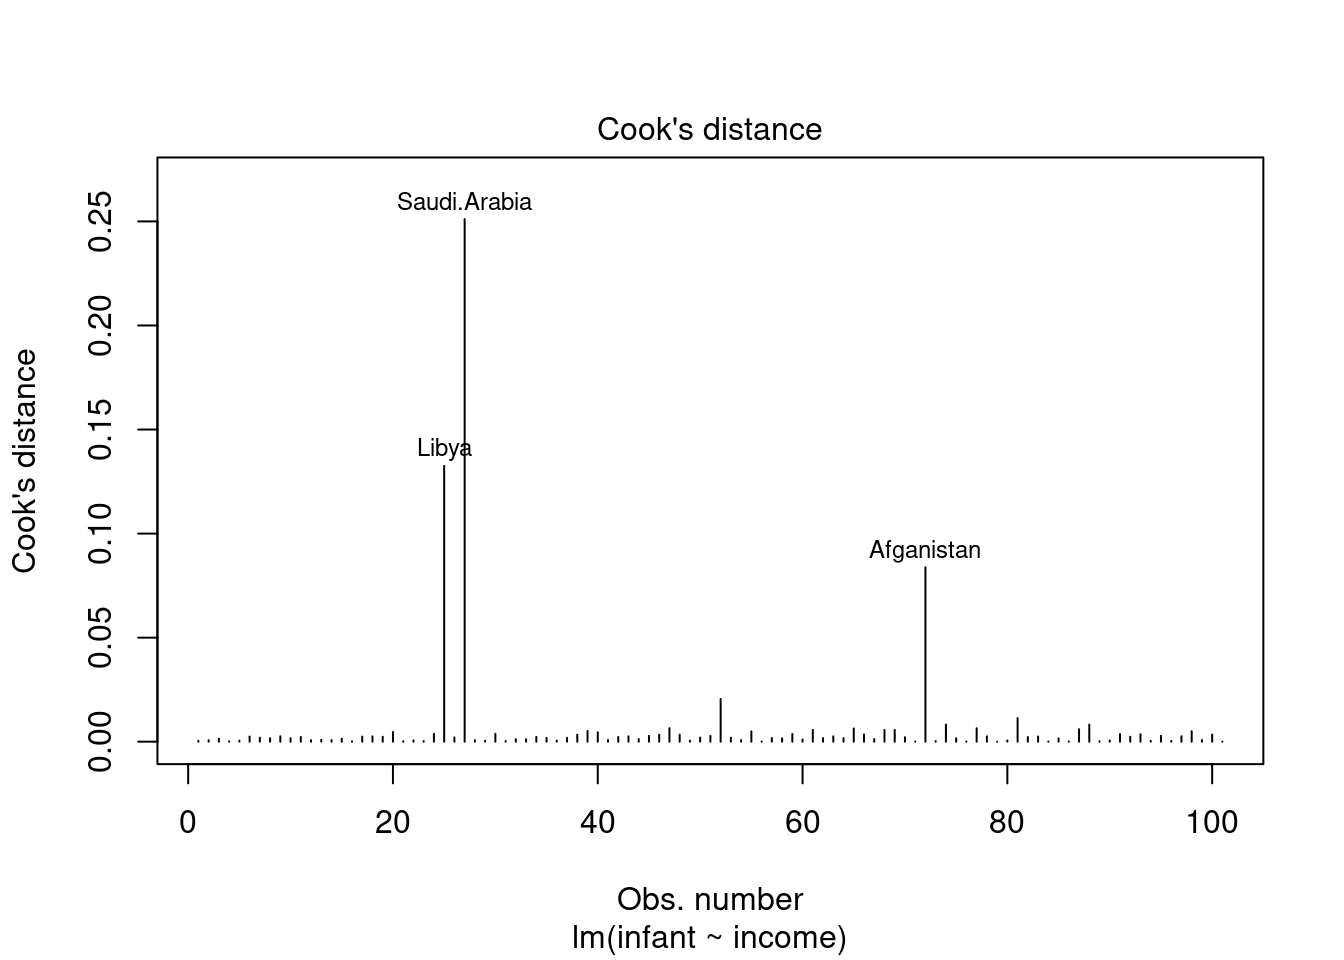 Cook's distance
Saudi.Arabia
Libya
Afganistan
Cook's distance
0.25
0.20
0.15
0.10
0.05
0.00
0 20 40 60 80 100
Obs. number
lm(infant ~ income)